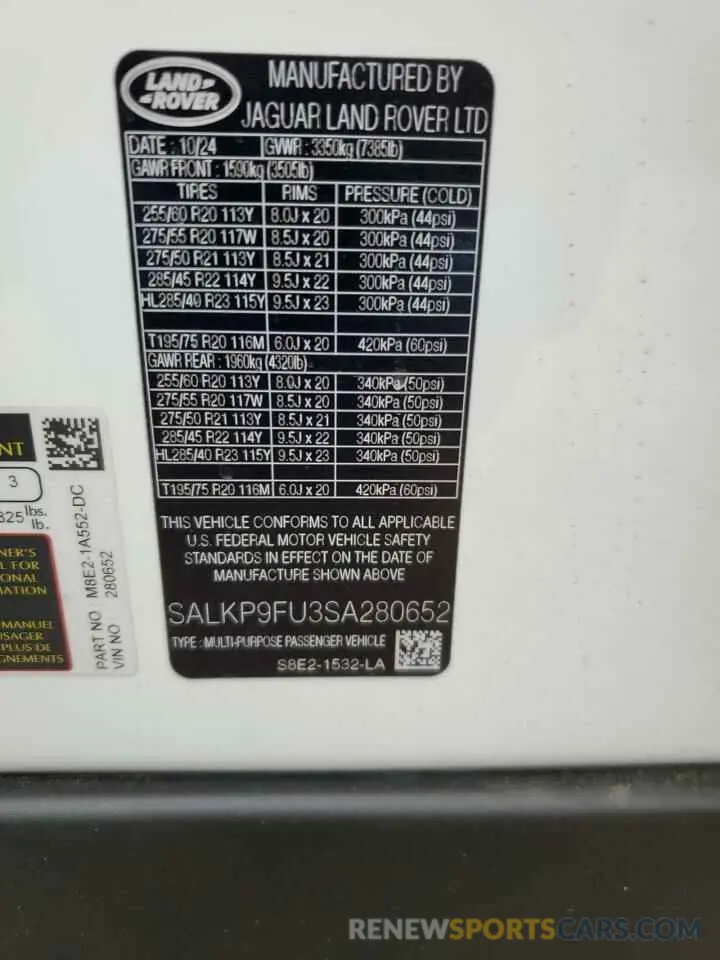 LAND ROVER
MANUFACTURED BY
JAGUAR LAND ROVER LTD
DATE : 10/24 GVWR : 3350kg (7385lb)
GAWR FRONT : 1590kg (3505lb)
TIRES RIMS PRESSURE (COLD)
255/60 R20 113Y 8.0J x 20 300kPa (44psi)
275/55 R20 117W 8.5J x 20 300kPa (44psi)
275/50 R21 113Y 8.5J x 21 300kPa (44psi)
285/45 R22 114Y 9.5J x 22 300kPa (44psi)
HL285/40 R23 115Y 9.5J x 23 300kPa (44psi)
T195/75 R20 116M 6.0J x 20 420kPa (60psi)
GAWR REAR : 1960kg (4320lb)
255/60 R20 113Y 8.0J x 20 340kPa (50psi)
275/55 R20 117W 8.5J x 20 340kPa (50psi)
275/50 R21 113Y 8.5J x 21 340kPa (50psi)
285/45 R22 114Y 9.5J x 22 340kPa (50psi)
HL285/40 R23 115Y 9.5J x 23 340kPa (50psi)
T195/75 R20 116M 6.0J x 20 420kPa (60psi)
THIS VEHICLE CONFORMS TO ALL APPLICABLE
U.S. FEDERAL MOTOR VEHICLE SAFETY
STANDARDS IN EFFECT ON THE DATE OF
MANUFACTURE SHOWN ABOVE
SALKP9FU3SA280652
TYPE : MULTI-PURPOSE PASSENGER VEHICLE
S8E2-1532-LA
NT
3
825 lbs.
lb.
NER'S
L FOR
IONAL
MATION
MANUEL
USAGER
PLUS DE
GNEMENTS
PART NO M8E2-1A552-DC
VIN NO 280652
RENEWSPORTSCARS.COM